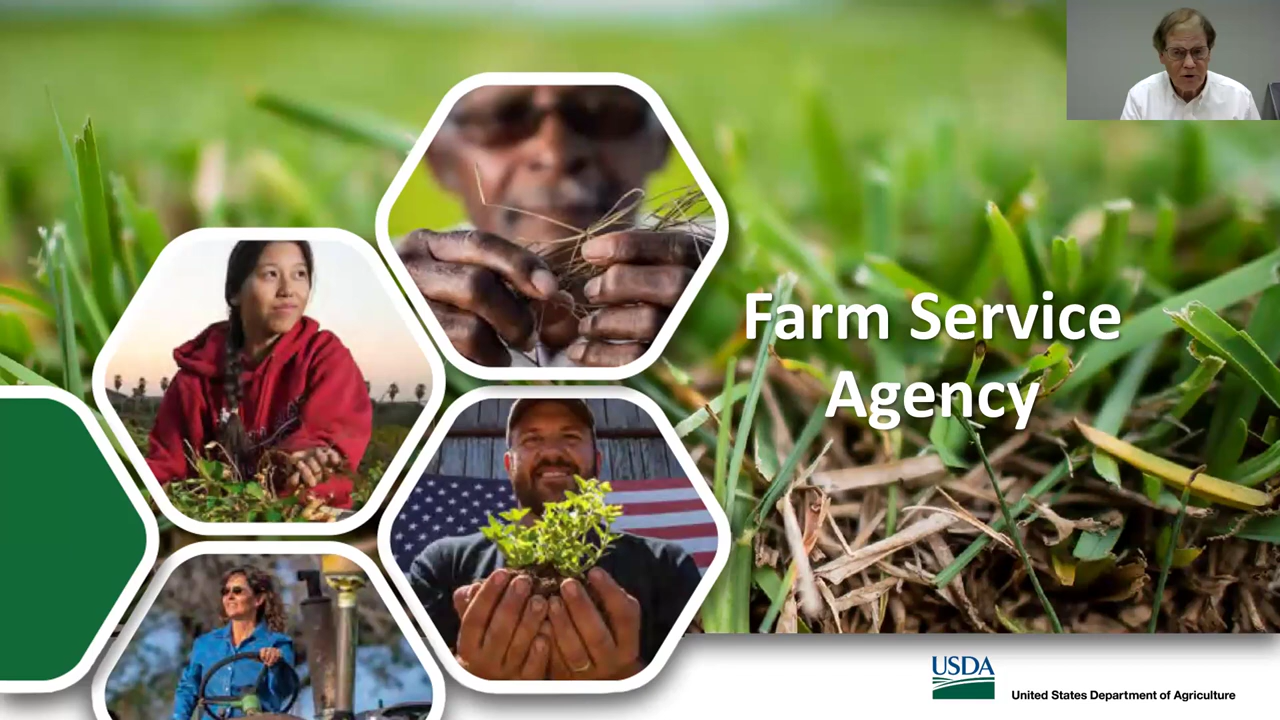 Farm Service
Agency
USDA
United States Department of Agriculture